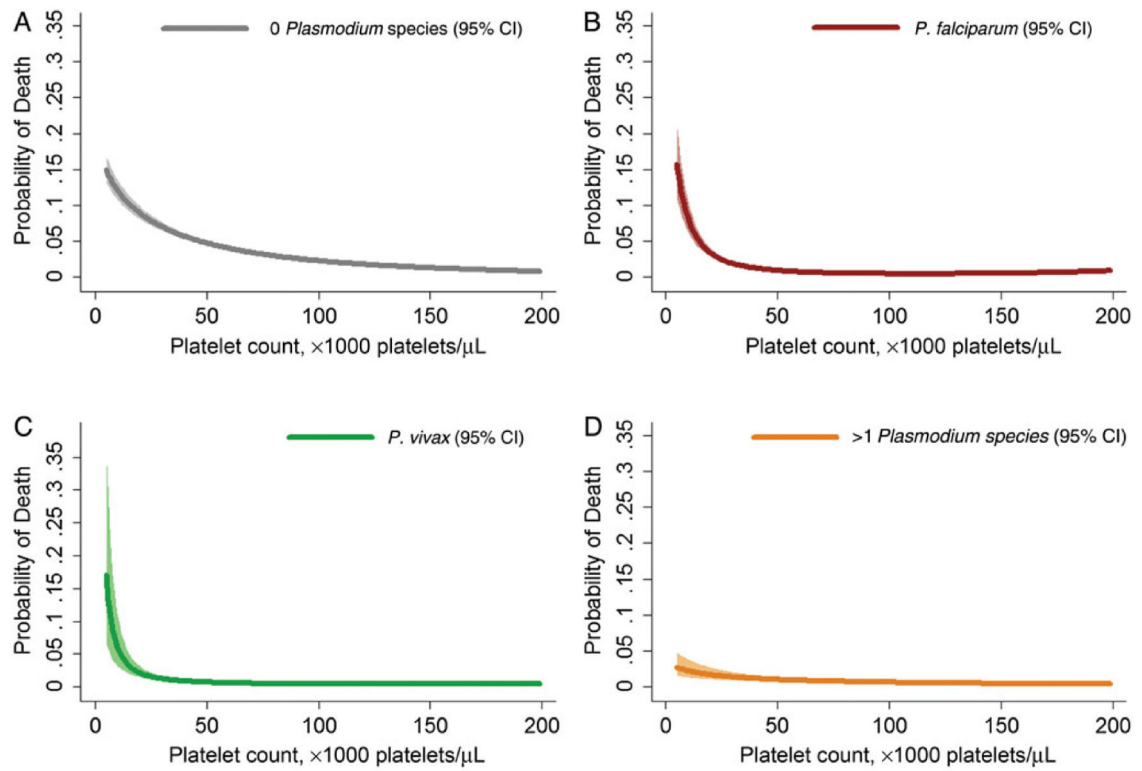 A
0 Plasmodium species (95% CI)
Probability of Death
.35
.3
.25
.2
.15
.1
.05
0
0 50 100 150 200
Platelet count, ×1000 platelets/μL
B
P. falciparum (95% CI)
Probability of Death
.35
.3
.25
.2
.15
.1
.05
0
0 50 100 150 200
Platelet count, ×1000 platelets/μL
C
P. vivax (95% CI)
Probability of Death
.35
.3
.25
.2
.15
.1
.05
0
0 50 100 150 200
Platelet count, ×1000 platelets/μL
D
>1 Plasmodium species (95% CI)
Probability of Death
.35
.3
.25
.2
.15
.1
.05
0
0 50 100 150 200
Platelet count, ×1000 platelets/μL